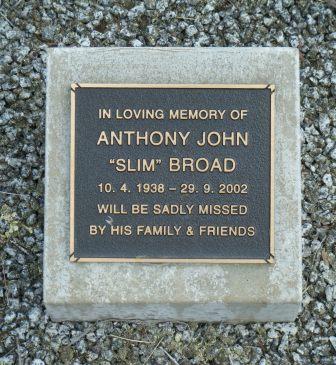 IN LOVING MEMORY OF
ANTHONY JOHN
"SLIM" BROAD
10. 4. 1938 – 29. 9. 2002
WILL BE SADLY MISSED
BY HIS FAMILY & FRIENDS